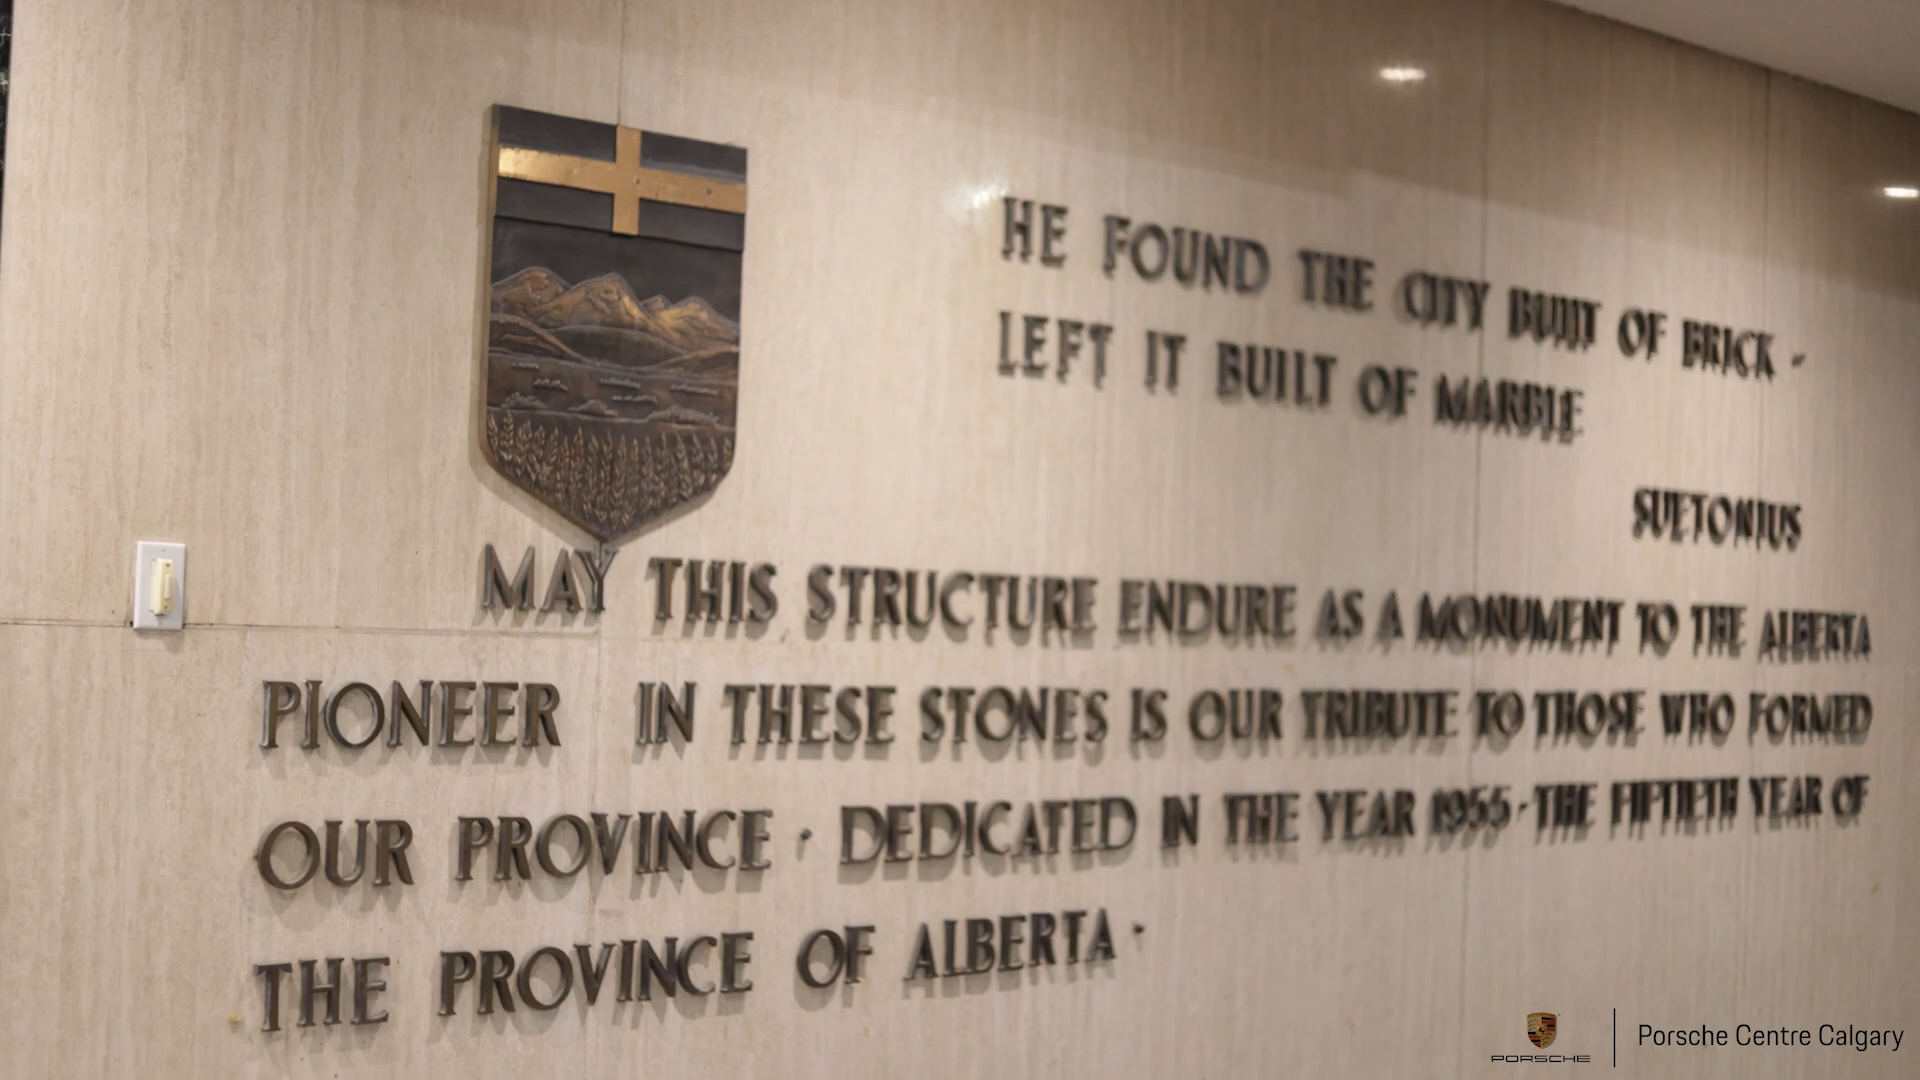 HE FOUND THE CITY BUILT OF BRICK -
LEFT IT BUILT OF MARBLE
SUETONIUS
MAY THIS STRUCTURE ENDURE AS A MONUMENT TO THE ALBERTA
PIONEER IN THESE STONES IS OUR TRIBUTE TO THOSE WHO FORMED
OUR PROVINCE · DEDICATED IN THE YEAR 1955 · THE FIFTIETH YEAR OF
THE PROVINCE OF ALBERTA ·
PORSCHE
Porsche Centre Calgary